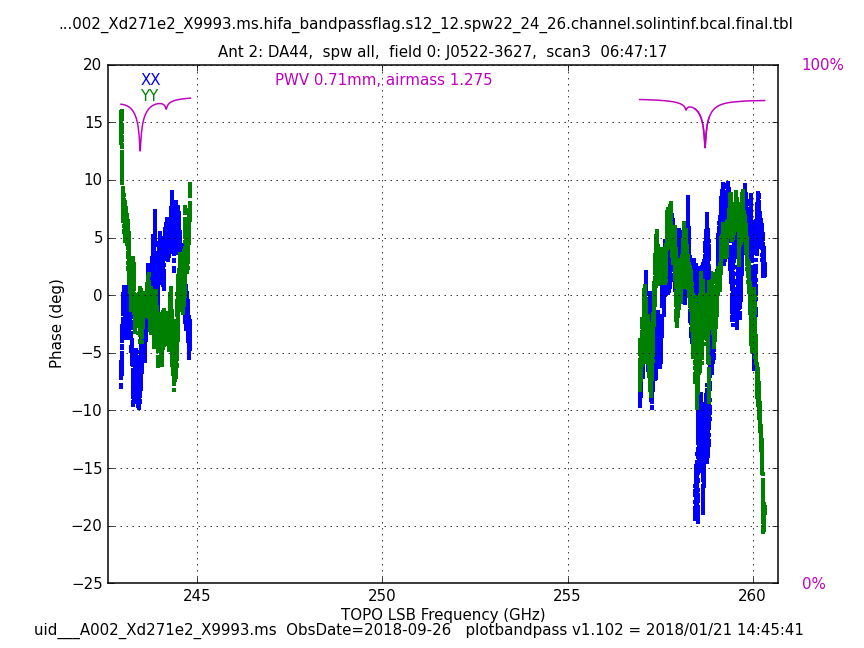 ...002_Xd271e2_X9993.ms.hifa_bandpassflag.s12_12.spw22_24_26.channel.solintinf.bcal.final.tbl
Ant 2: DA44, spw all, field 0: J0522-3627, scan3 06:47:17
20
100%
XX
PWV 0.71mm, airmass 1.275
YY
15
10
5
0
−5
−10
−15
−20
−25
0%
Phase (deg)
245
250
255
260
TOPO LSB Frequency (GHz)
uid___A002_Xd271e2_X9993.ms ObsDate=2018-09-26 plotbandpass v1.102 = 2018/01/21 14:45:41